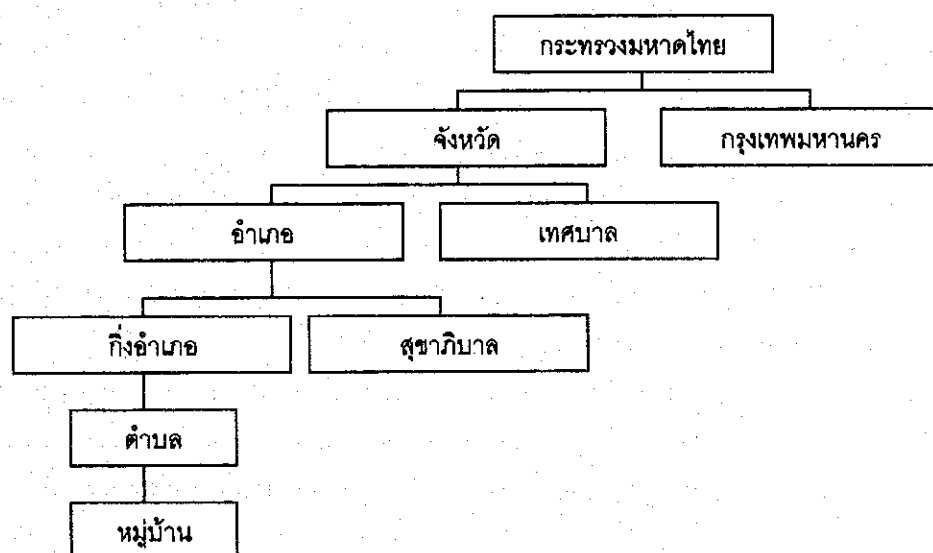 กระทรวงมหาดไทย
จังหวัด
กรุงเทพมหานคร
อำเภอ
เทศบาล
กิ่งอำเภอ
สุขาภิบาล
ตำบล
หมู่บ้าน